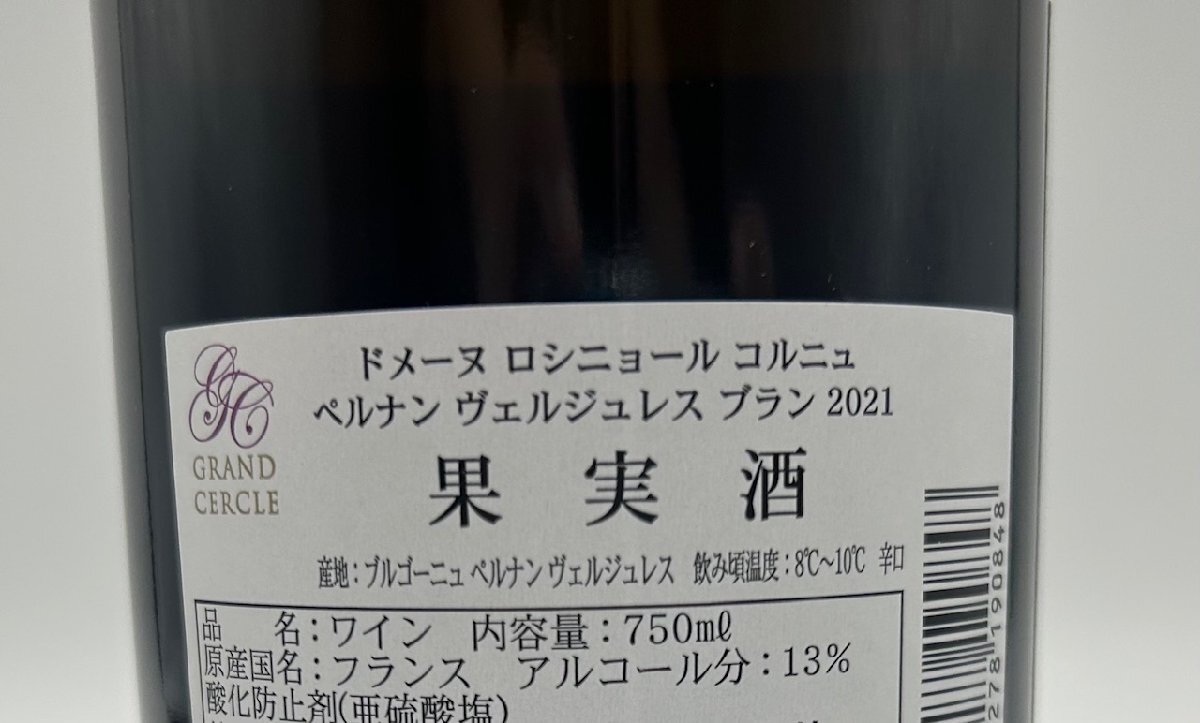 ドメーヌ ロシニョール コルニュ
ペルナン ヴェルジュレス ブラン 2021
GRAND
CERCLE
果実酒
産地:ブルゴーニュ ペルナン ヴェルジュレス 飲み頃温度:8℃～10℃ 辛口
品名:ワイン 内容量:750mℓ
原産国名:フランス アルコール分:13%
酸化防止剤(亜硫酸塩)
278190848